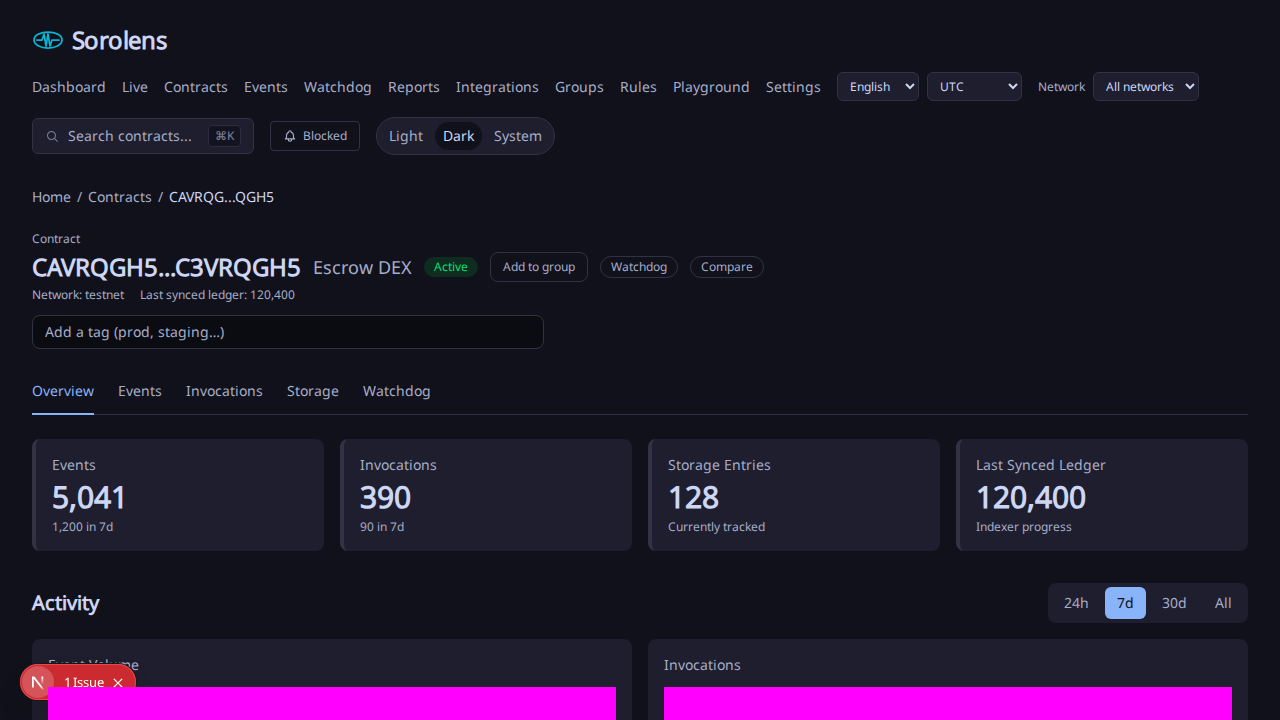 Sorolens
Dashboard Live Contracts Events Watchdog Reports Integrations Groups Rules Playground Settings English UTC Network All networks
Search contracts... ⌘K Blocked Light Dark System
Home / Contracts / CAVRQG...QGH5
Contract
CAVRQGH5...C3VRQGH5 Escrow DEX Active Add to group Watchdog Compare
Network: testnet Last synced ledger: 120,400
Add a tag (prod, staging...)
Overview Events Invocations Storage Watchdog
Events Invocations Storage Entries Last Synced Ledger
5,041 390 128 120,400
1,200 in 7d 90 in 7d Currently tracked Indexer progress
Activity 24h 7d 30d All
Event Volume Invocations
N 1 Issue